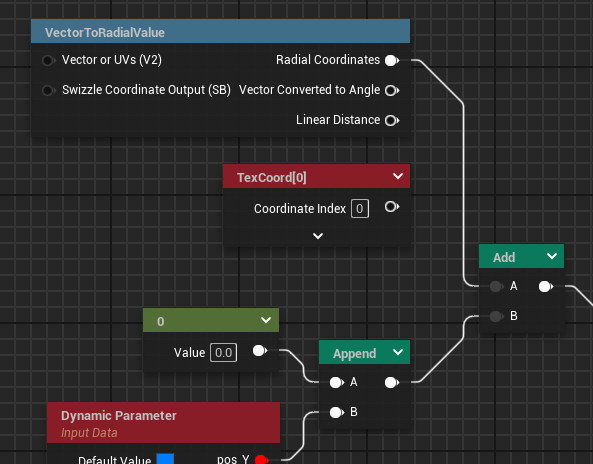 VectorToRadialValue
Vector or UVs (V2) Radial Coordinates
Swizzle Coordinate Output (SB) Vector Converted to Angle
Linear Distance
TexCoord[0]
Coordinate Index 0
Add
A
B
0
Value 0.0
Append
A
B
Dynamic Parameter
Input Data
Default Value pos_Y